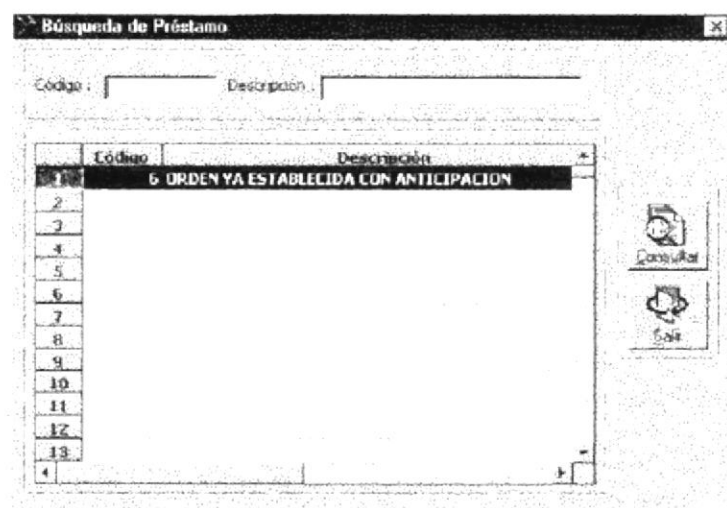 Búsqueda de Préstamo
Código : Descripción :
Código Descripción
1 6 ORDEN YA ESTABLECIDA CON ANTICIPACION
2
3
4
5
6
7
8
9
10
11
12
13
Consultar
Salir